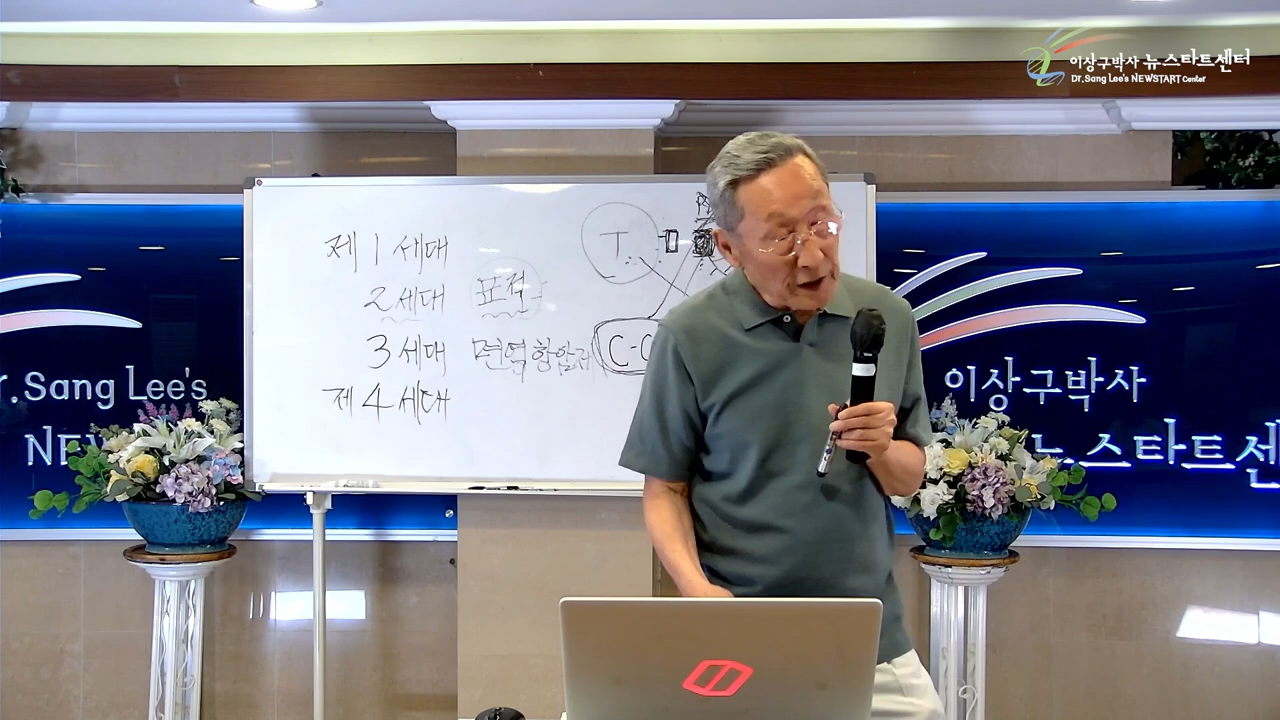 이상구박사 뉴스타트센터
Dr. Sang Lee's NEWSTART Center
제 1 세대
2 세대 표적
3 세대 면역항암제
제 4 세대
T
C-C
r.Sang Lee's
NEW
이상구박사
뉴스타트센